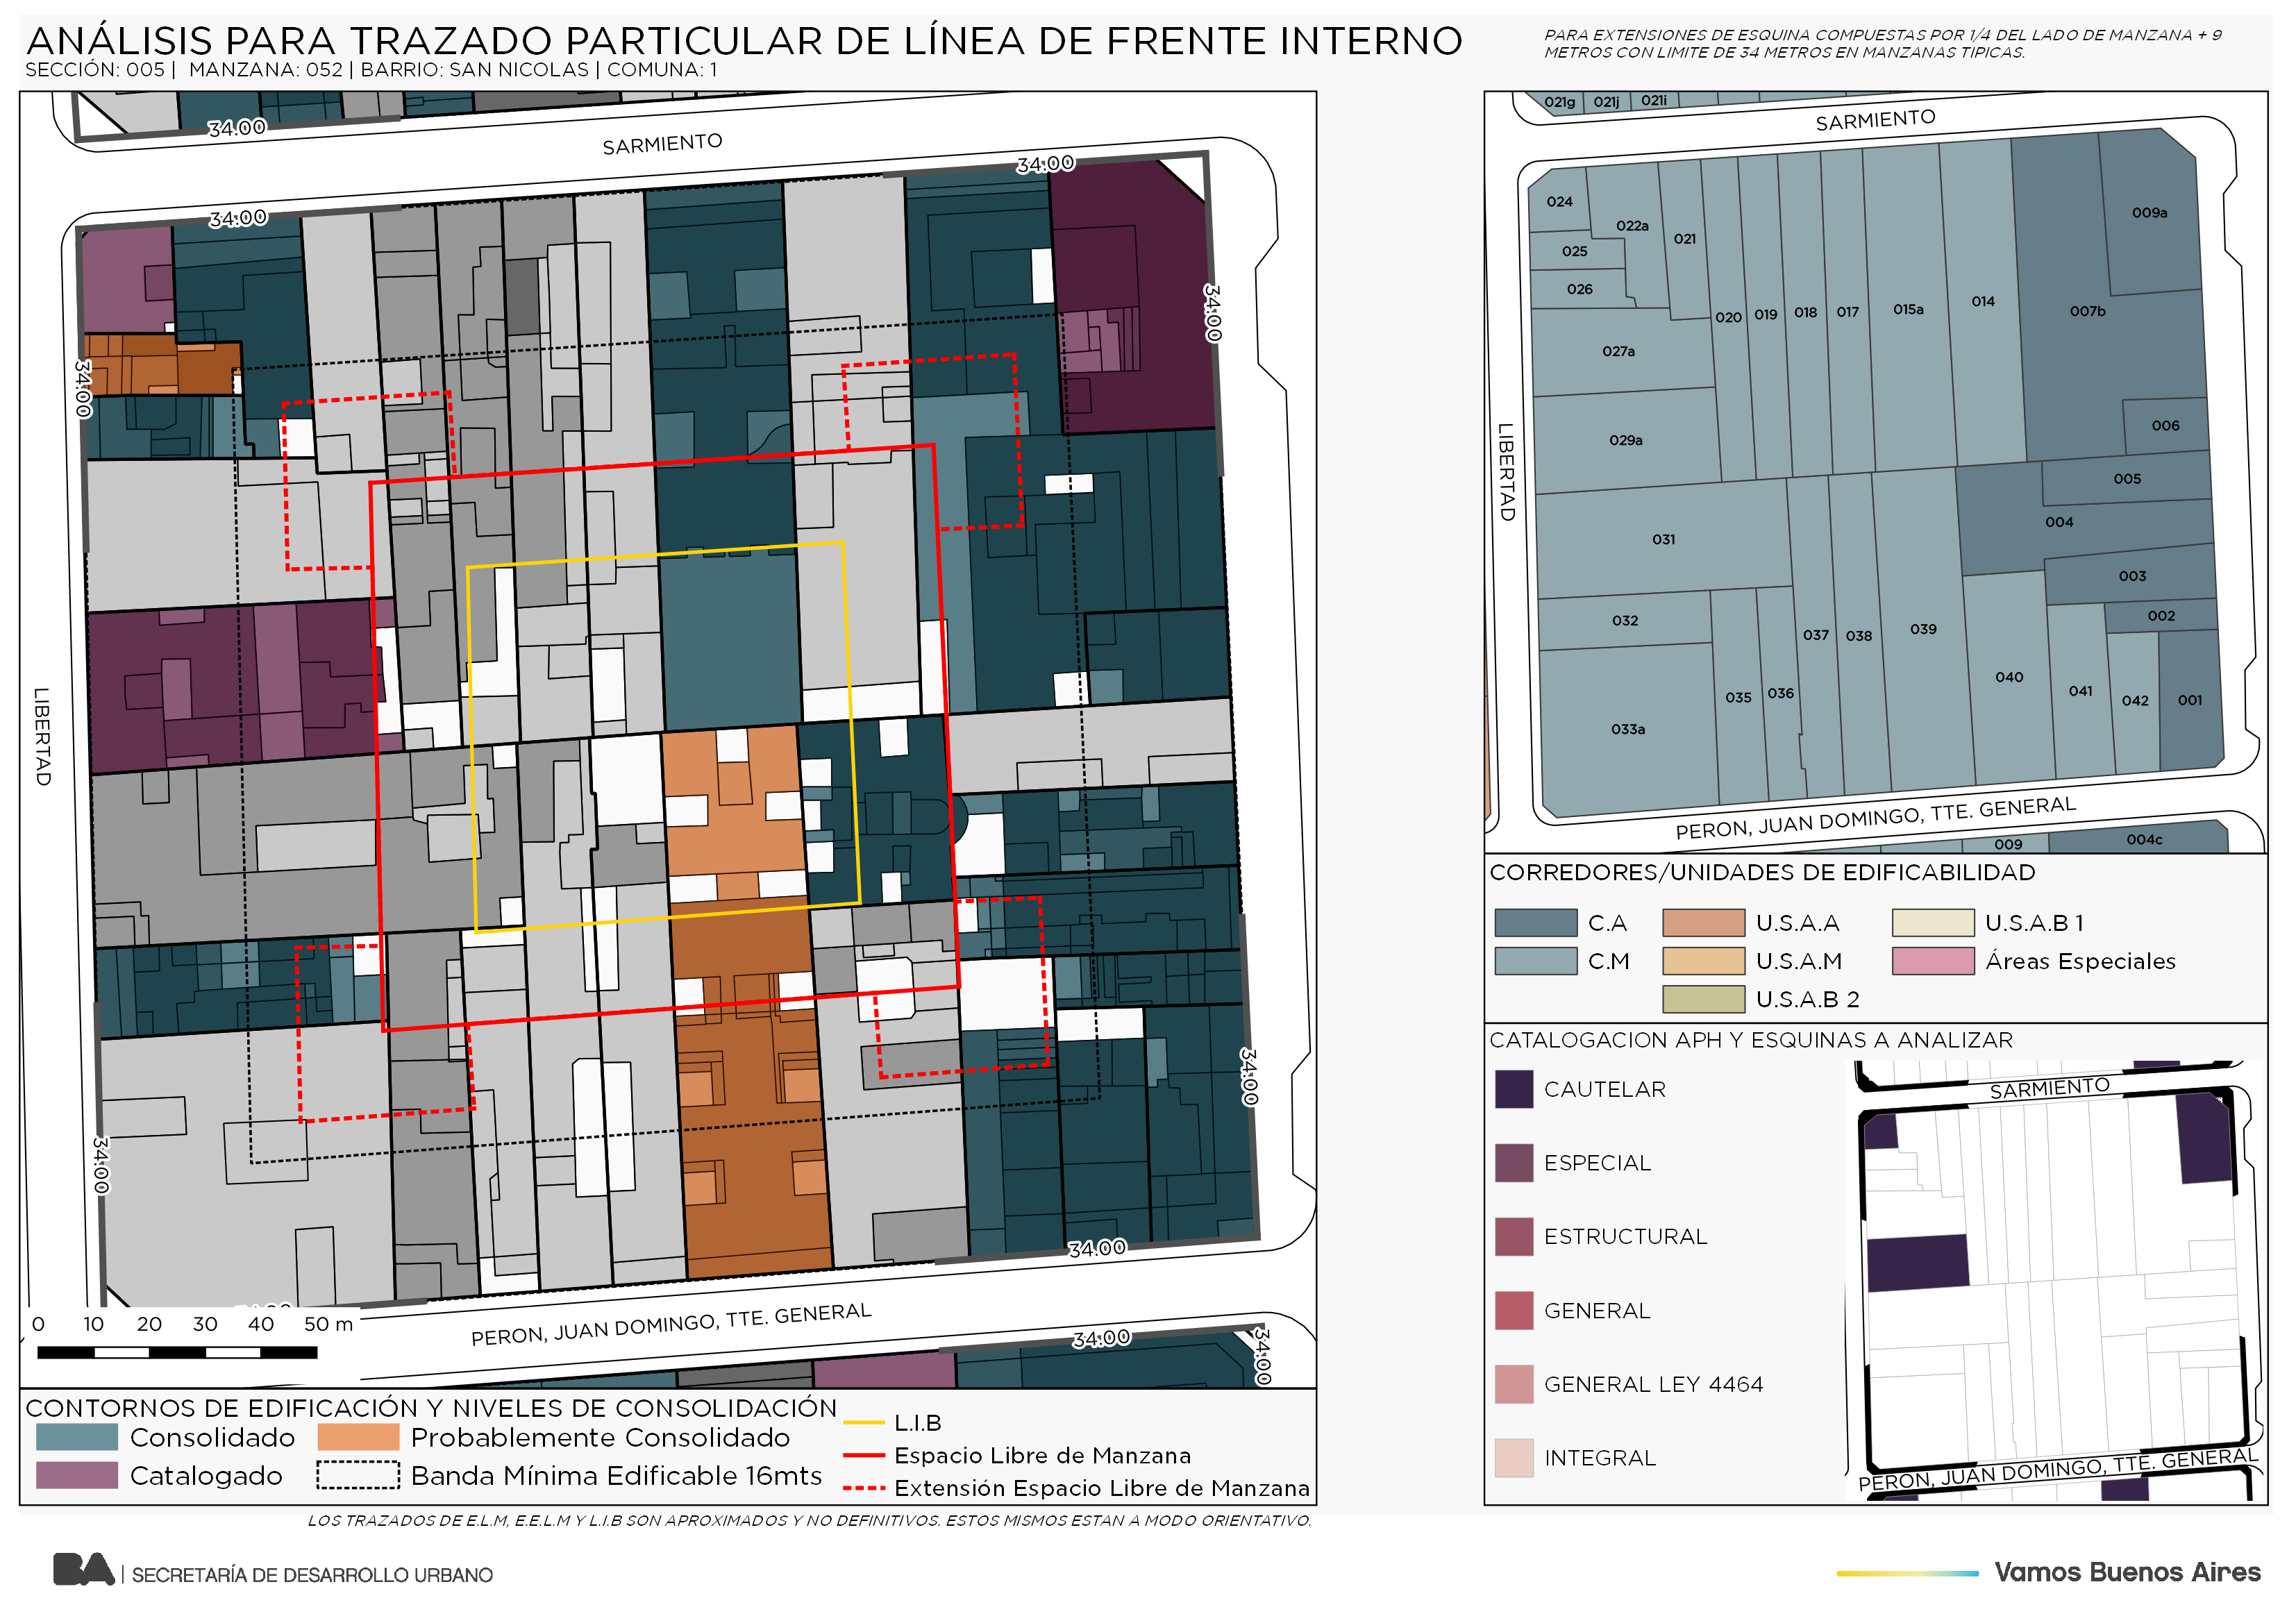 ANÁLISIS PARA TRAZADO PARTICULAR DE LÍNEA DE FRENTE INTERNO
SECCIÓN: 005 | MANZANA: 052 | BARRIO: SAN NICOLAS | COMUNA: 1
PARA EXTENSIONES DE ESQUINA COMPUESTAS POR 1/4 DEL LADO DE MANZANA + 9
METROS CON LIMITE DE 34 METROS EN MANZANAS TIPICAS.
34.00
SARMIENTO
34.00
34.00
34.00
34.00
LIBERTAD
34.00
34.00
34.00
0 10 20 30 40 50 m
PERON, JUAN DOMINGO, TTE. GENERAL
34.00
34.00
CONTORNOS DE EDIFICACIÓN Y NIVELES DE CONSOLIDACIÓN
Consolidado
Probablemente Consolidado
Catalogado
Banda Mínima Edificable 16mts
L.I.B
Espacio Libre de Manzana
Extensión Espacio Libre de Manzana
LOS TRAZADOS DE E.L.M, E.E.L.M Y L.I.B SON APROXIMADOS Y NO DEFINITIVOS. ESTOS MISMOS ESTAN A MODO ORIENTATIVO.
021g 021j 021i
SARMIENTO
024
022a
021
009a
025
026
020 019 018 017 015a 014 007b
027a
029a
006
LIBERTAD
005
004
031
003
032
002
037 038 039
035 036 040 041 042 001
033a
PERON, JUAN DOMINGO, TTE. GENERAL
009
004c
CORREDORES/UNIDADES DE EDIFICABILIDAD
C.A
U.S.A.A
U.S.A.B 1
C.M
U.S.A.M
Áreas Especiales
U.S.A.B 2
CATALOGACION APH Y ESQUINAS A ANALIZAR
CAUTELAR
ESPECIAL
ESTRUCTURAL
GENERAL
GENERAL LEY 4464
INTEGRAL
SARMIENTO
PERON, JUAN DOMINGO, TTE. GENERAL
BA | SECRETARÍA DE DESARROLLO URBANO
Vamos Buenos Aires